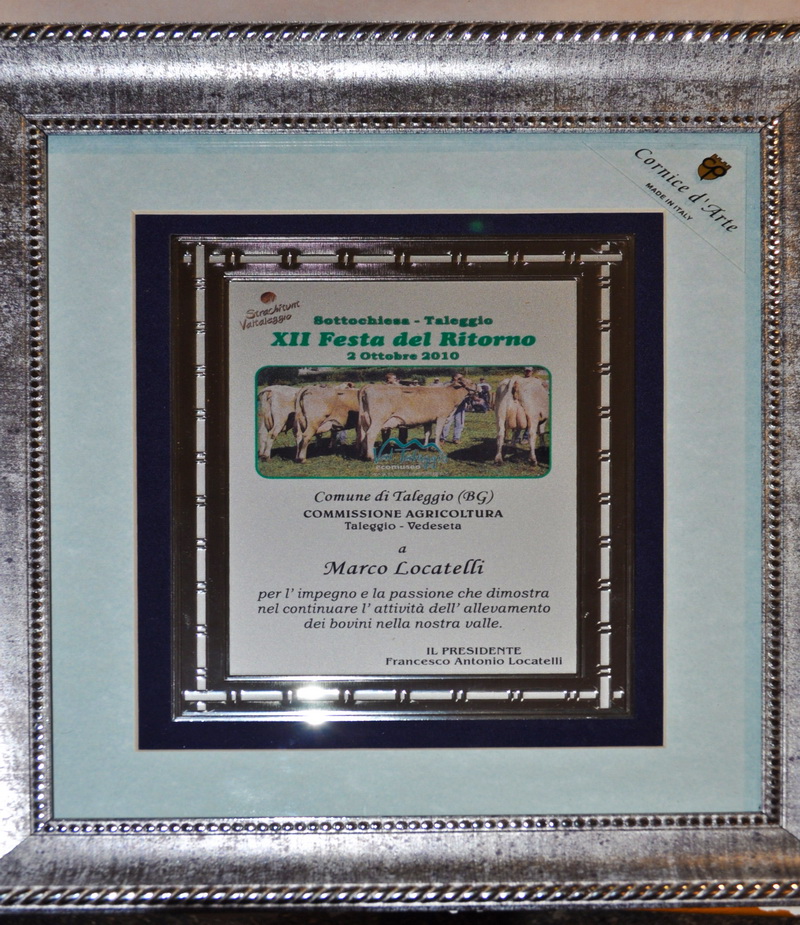 Cornice d'Arte
MADE IN ITALY
Strachitunt
Valtaleggio
Sottochiesa - Taleggio
XII Festa del Ritorno
2 Ottobre 2010
ecomuseo
Comune di Taleggio (BG)
COMMISSIONE AGRICOLTURA
Taleggio - Vedeseta
a
Marco Locatelli
per l' impegno e la passione che dimostra
nel continuare l' attività dell' allevamento
dei bovini nella nostra valle.
IL PRESIDENTE
Francesco Antonio Locatelli